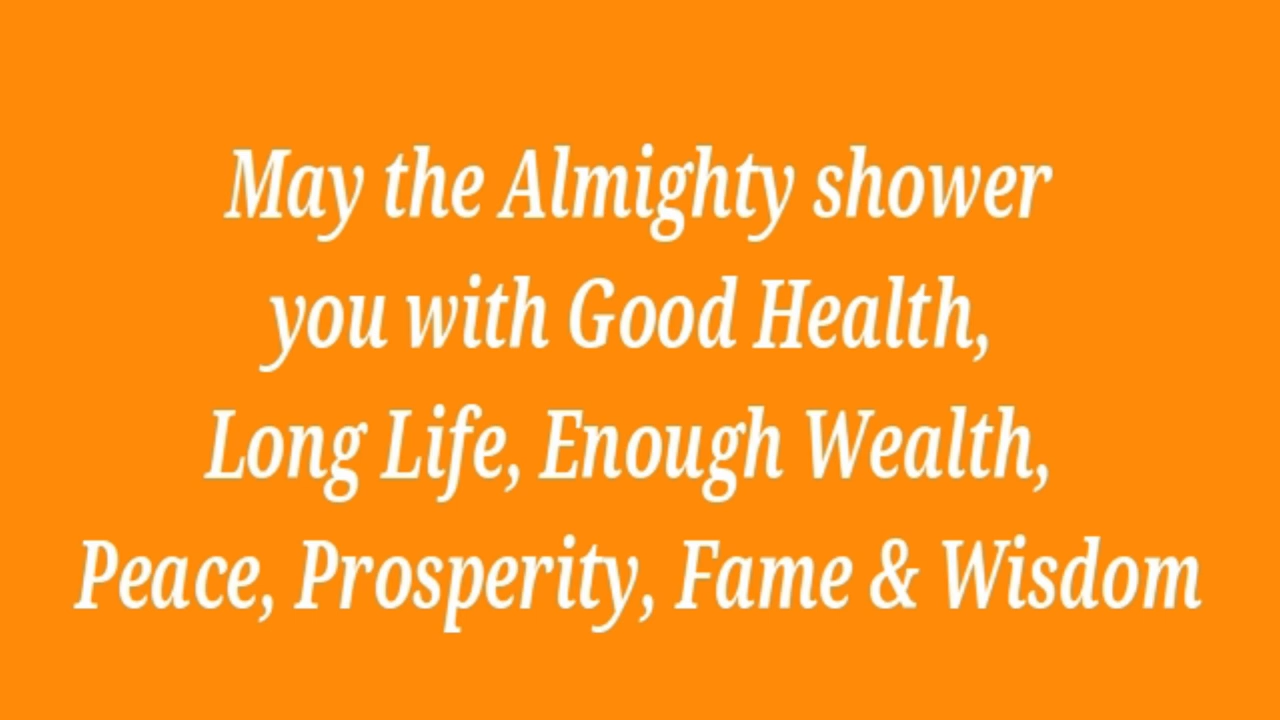 May the Almighty shower
you with Good Health,
Long Life, Enough Wealth,
Peace, Prosperity, Fame & Wisdom